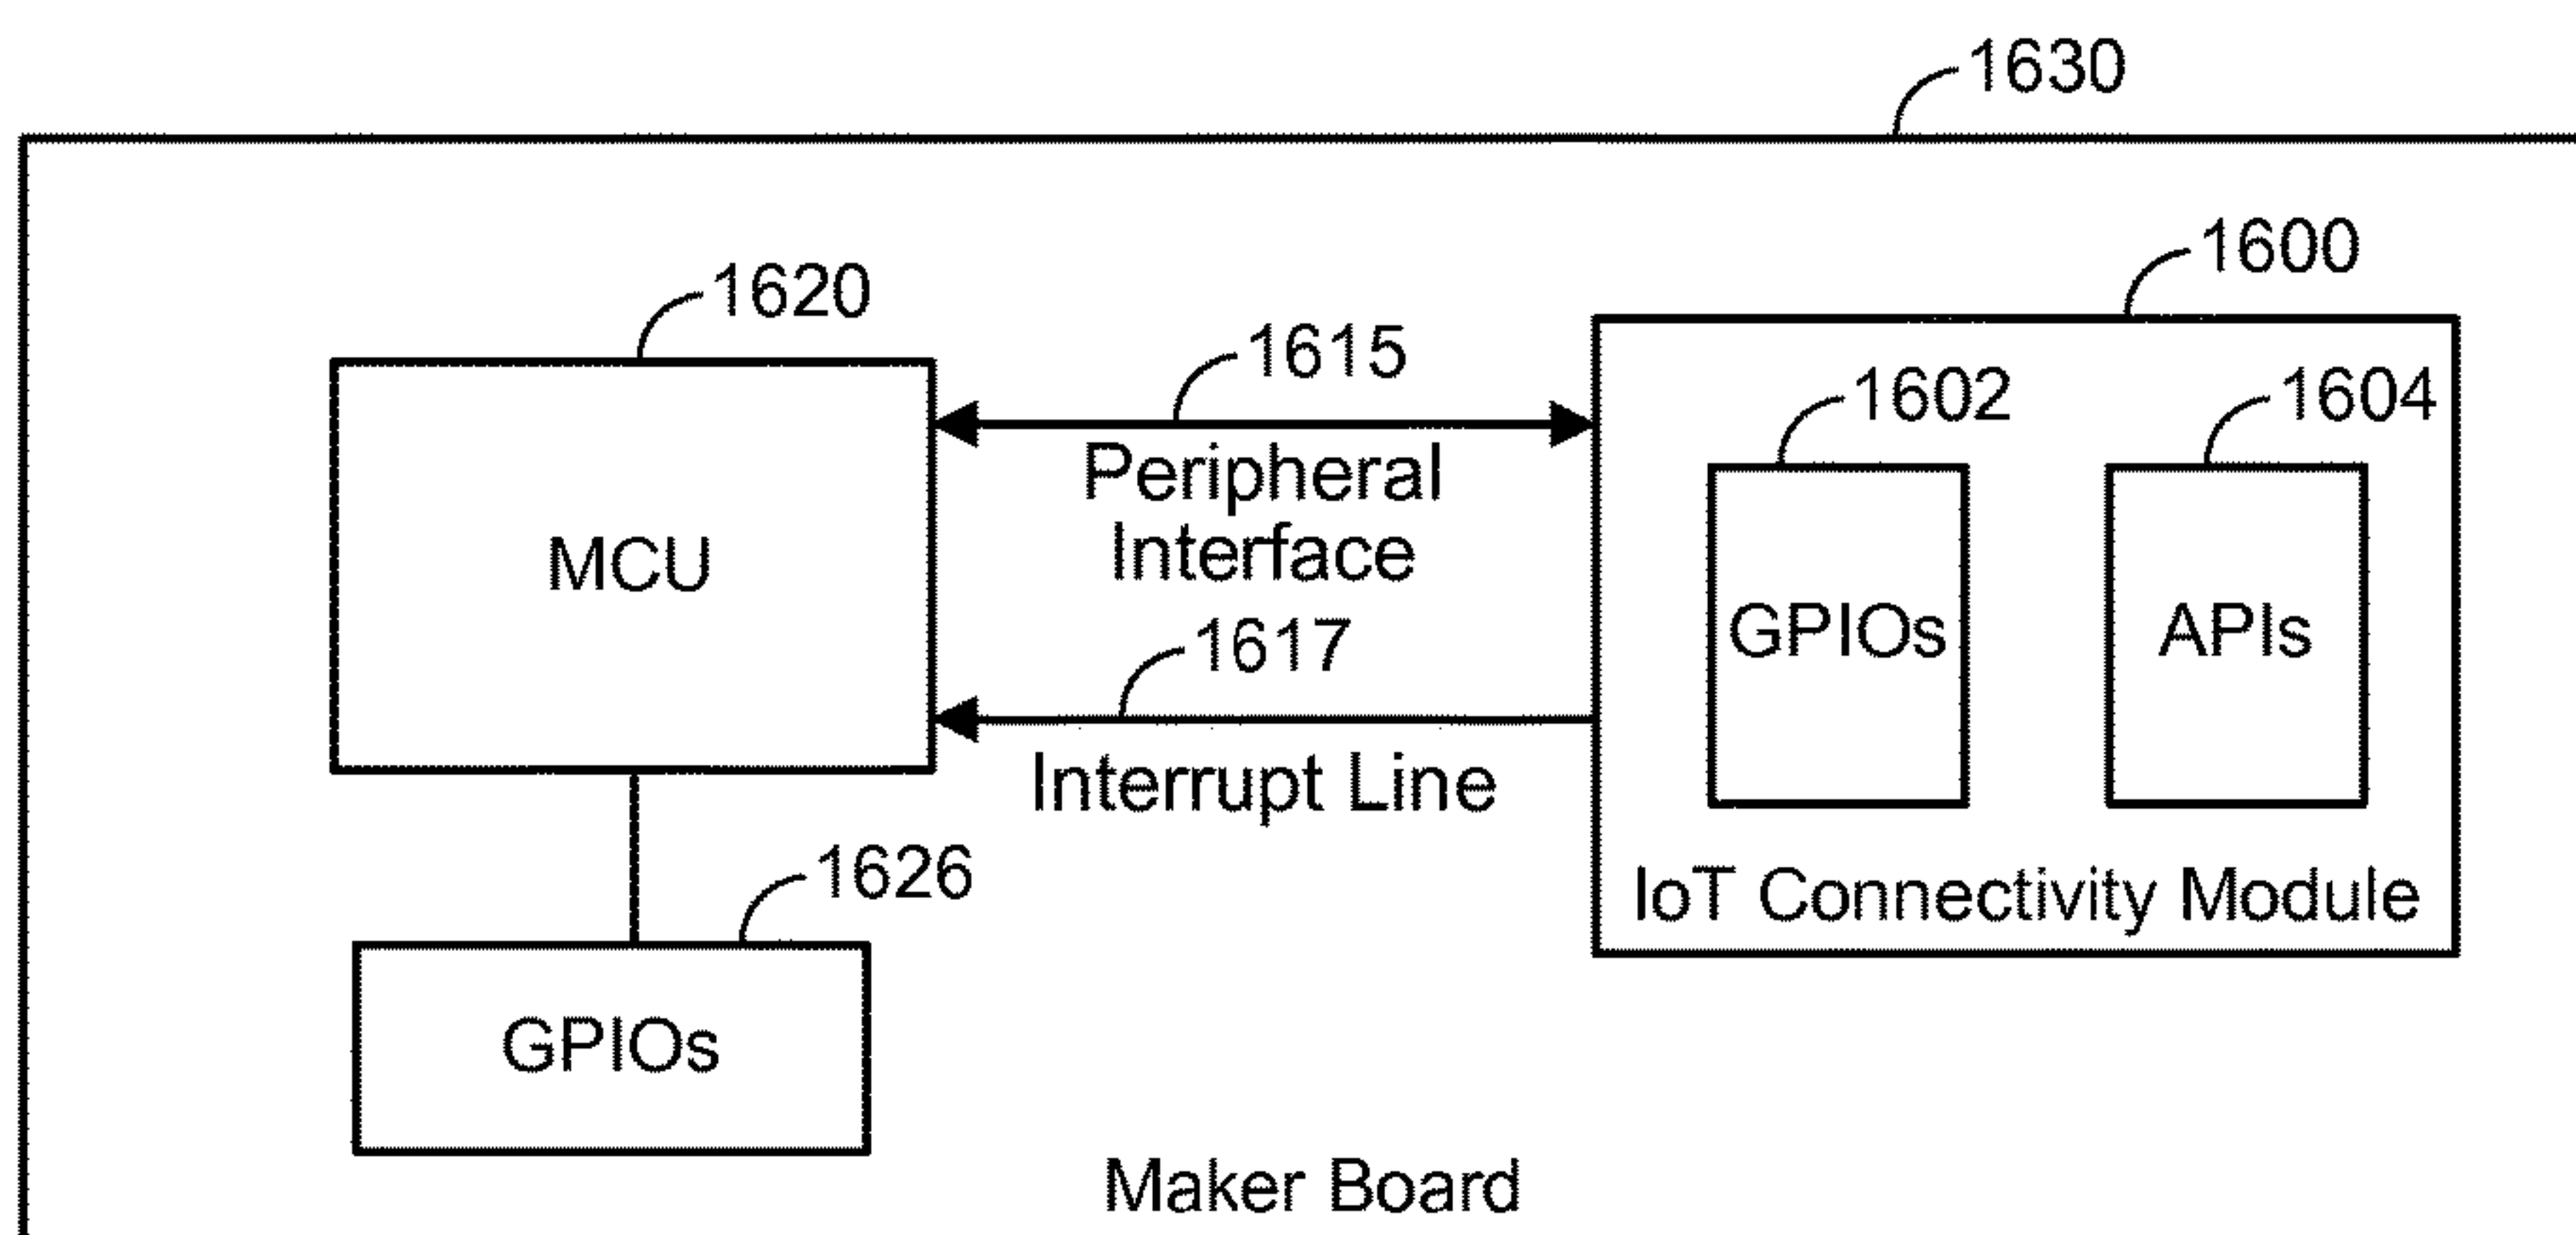 1630
1600
1620
1615
1602
1604
Peripheral
Interface
MCU
GPIOs
APIs
1617
Interrupt Line
1626
IoT Connectivity Module
GPIOs
Maker Board